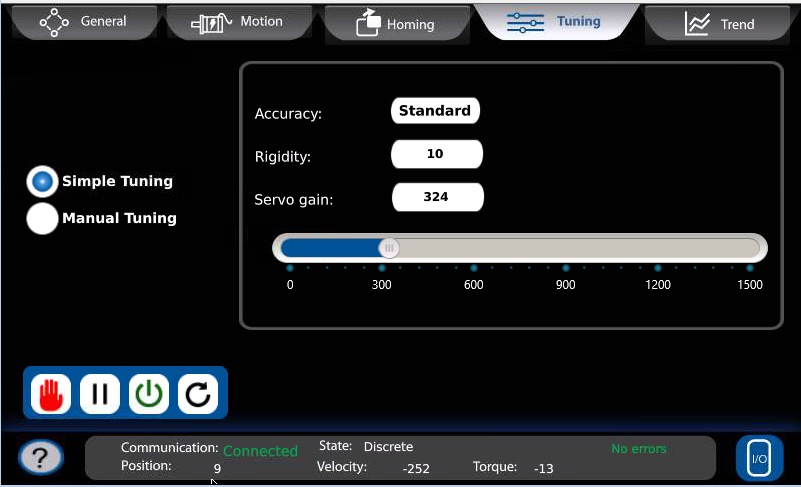 General
Motion
Homing
Tuning
Trend
Accuracy: Standard
Rigidity: 10
Simple Tuning
Manual Tuning
Servo gain: 324
0 300 600 900 1200 1500
Communication: Connected State: Discrete No errors
Position: 9 Velocity: -252 Torque: -13
?
I/O